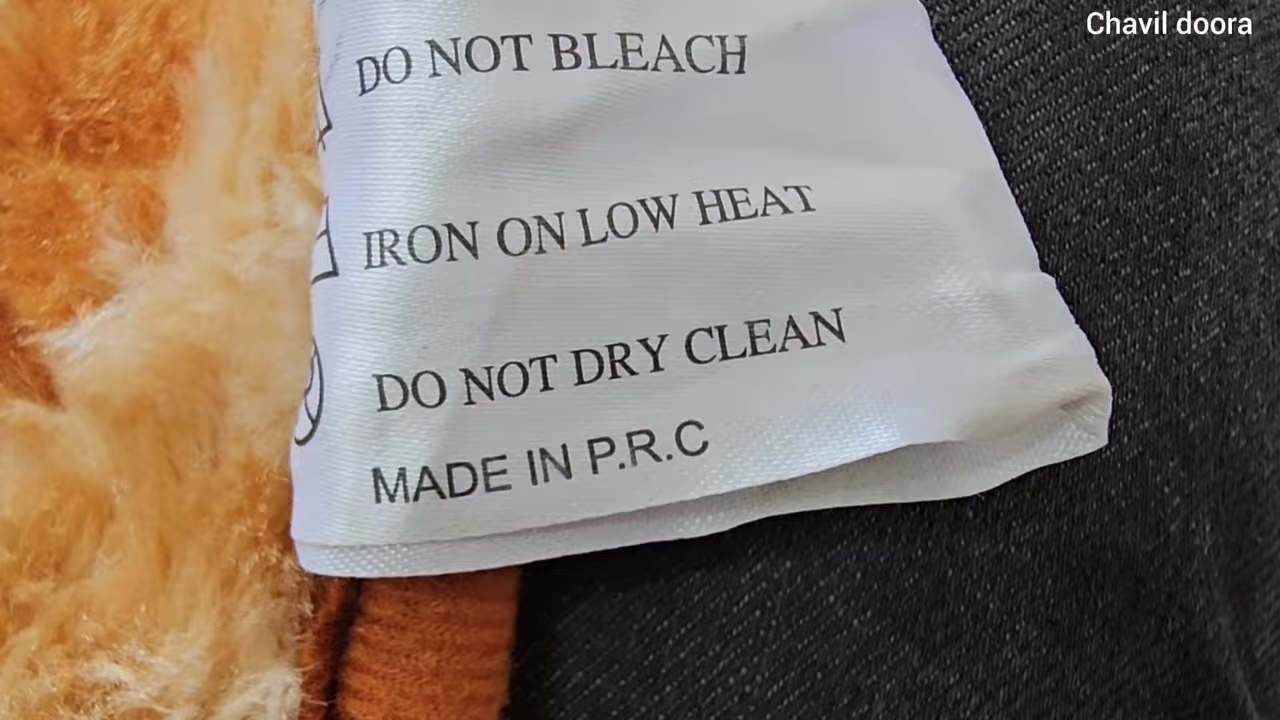 Chavil doora
DO NOT BLEACH
IRON ON LOW HEAT
DO NOT DRY CLEAN
MADE IN P.R.C